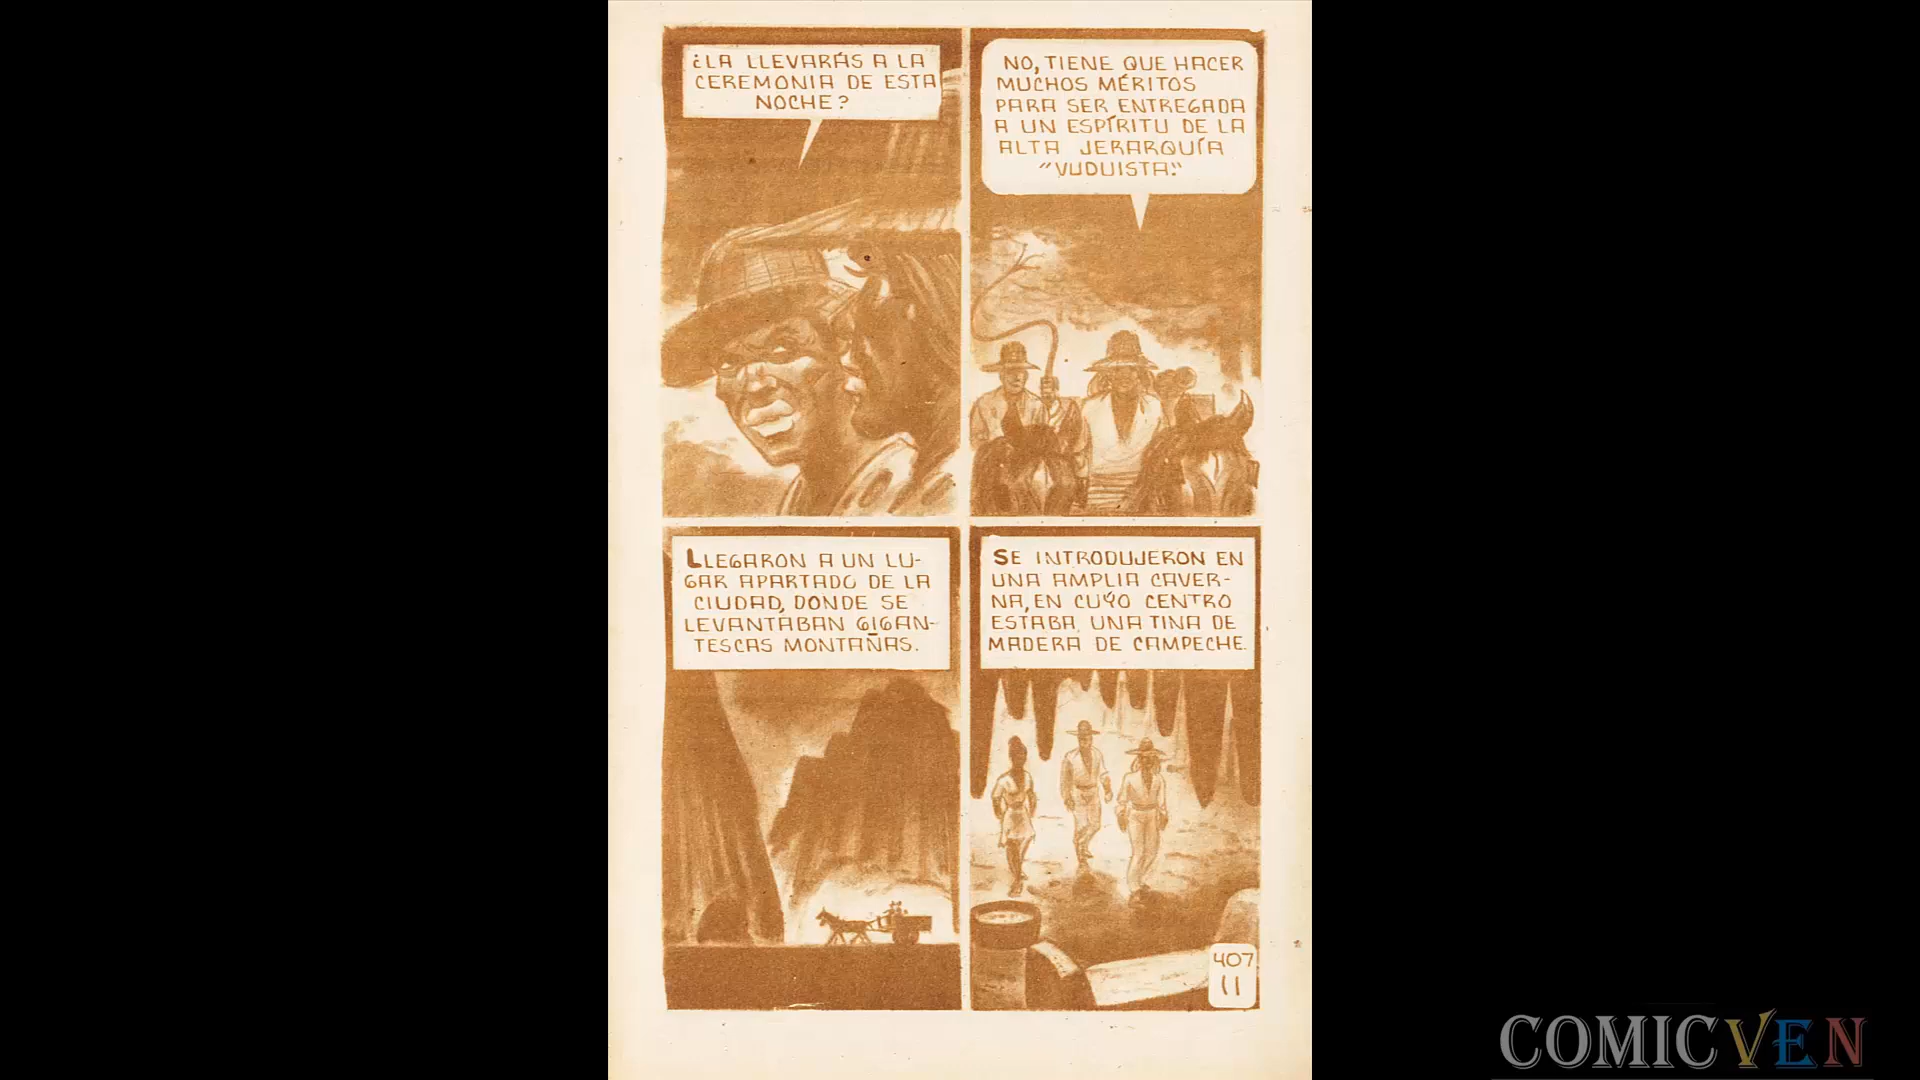 ¿LA LLEVARÁS A LA
CEREMONIA DE ESTA
NOCHE?
NO, TIENE QUE HACER
MUCHOS MÉRITOS
PARA SER ENTREGADA
A UN ESPÍRITU DE LA
ALTA JERARQUÍA
"VUDUISTA."
LLEGARON A UN LU-
GAR APARTADO DE LA
CIUDAD, DONDE SE
LEVANTABAN GIGAN-
TESCAS MONTAÑAS.
SE INTRODUJERON EN
UNA AMPLIA CAVER-
NA, EN CUYO CENTRO
ESTABA UNA TINA DE
MADERA DE CAMPECHE.
407
11
COMICVEN